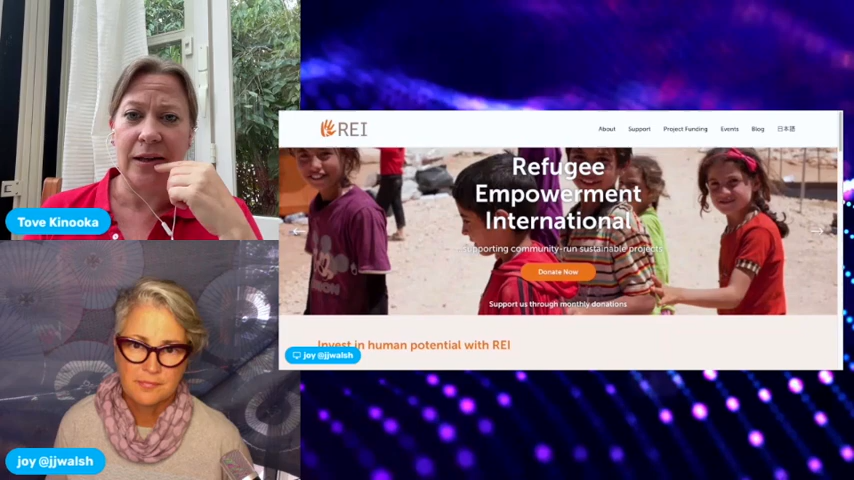 Tove Kinooka
joy @jjwalsh
REI
About Support Project Funding Events Blog 日本語
Refugee
Empowerment
International
Supporting community-run sustainable projects
Donate Now
Support us through monthly donations
Invest in human potential with REI
joy @jjwalsh